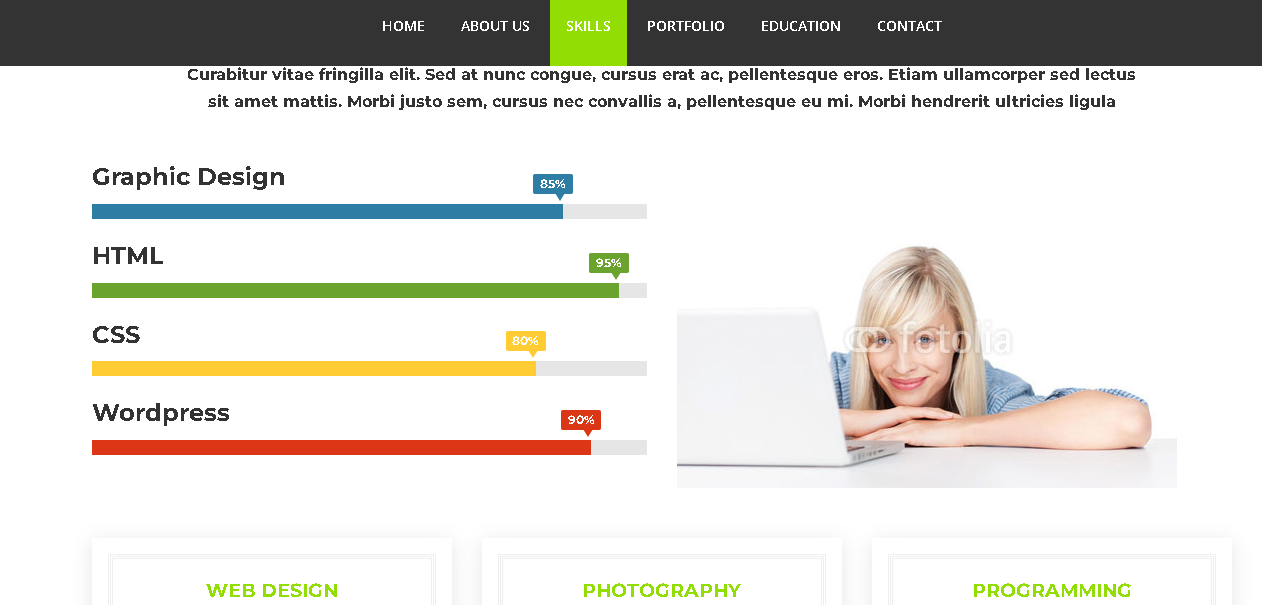 HOME ABOUT US SKILLS PORTFOLIO EDUCATION CONTACT
Curabitur vitae fringilla elit. Sed at nunc congue, cursus erat ac, pellentesque eros. Etiam ullamcorper sed lectus
sit amet mattis. Morbi justo sem, cursus nec convallis a, pellentesque eu mi. Morbi hendrerit ultricies ligula
Graphic Design
85%
HTML
95%
CSS
80%
Wordpress
90%
fotolia
WEB DESIGN
PHOTOGRAPHY
PROGRAMMING